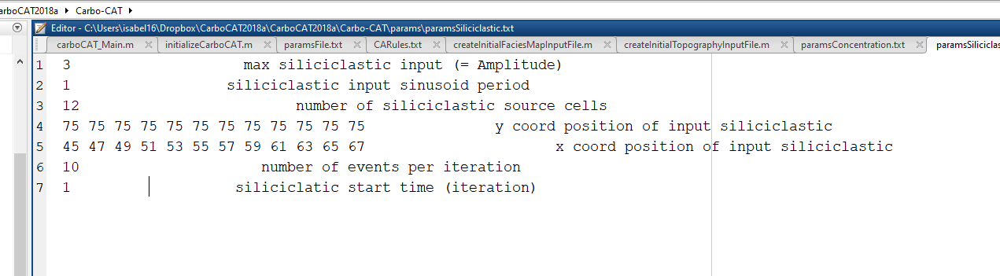 arboCAT2018a ▸ Carbo-CAT ▸
Editor - C:\Users\isabel16\Dropbox\CarboCAT2018a\CarboCAT2018a\Carbo-CAT\params\paramsSiliciclastic.txt
carboCAT_Main.m initializeCarboCAT.m paramsFile.txt CARules.txt createInitialFaciesMapInputFile.m createInitialTopographyInputFile.m paramsConcentration.txt paramsSiliciclas
1 3 max siliciclastic input (= Amplitude)
2 1 siliciclastic input sinusoid period
3 12 number of siliciclastic source cells
4 75 75 75 75 75 75 75 75 75 75 75 75 y coord position of input siliciclastic
5 45 47 49 51 53 55 57 59 61 63 65 67 x coord position of input siliciclastic
6 10 number of events per iteration
7 1 siliciclatic start time (iteration)